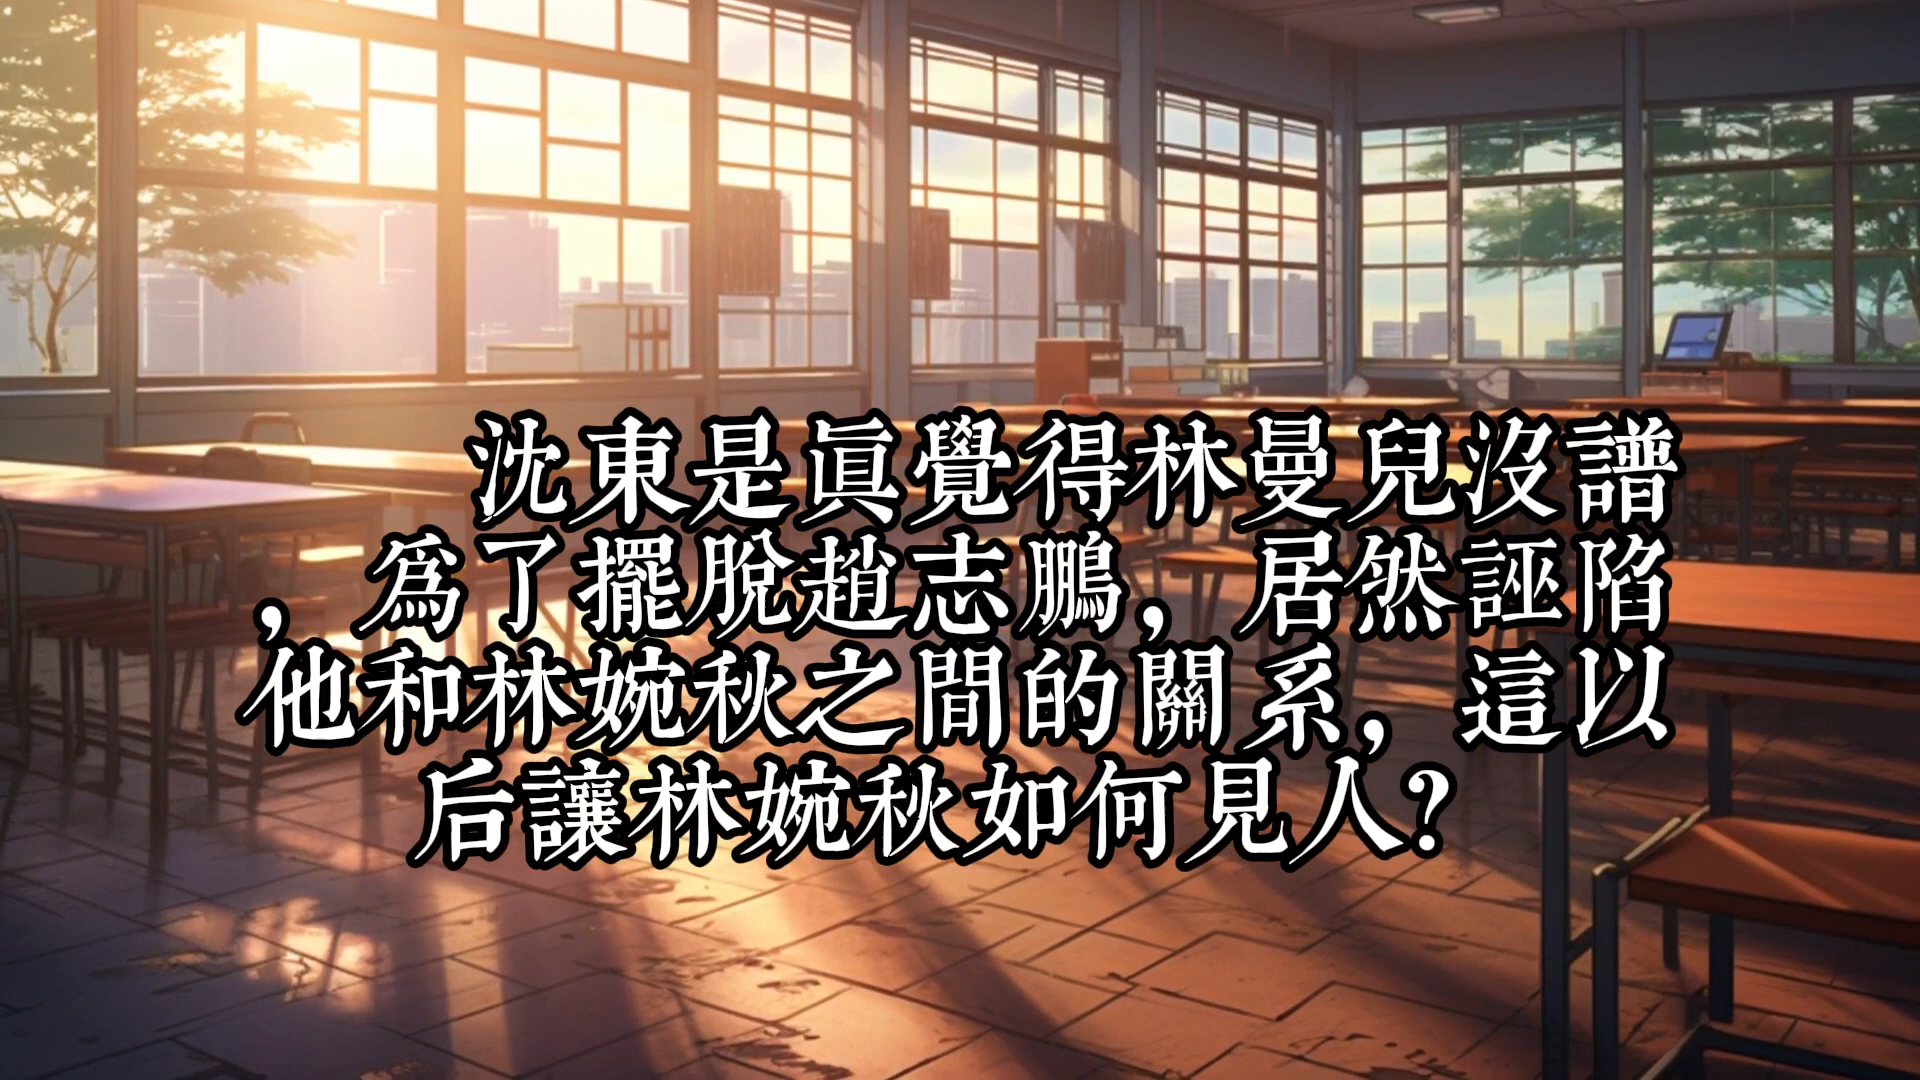 沈東是眞覺得林曼兒沒譜
，爲了擺脫趙志鵬，居然誣陷
他和林婉秋之間的關系，這以
后讓林婉秋如何見人？